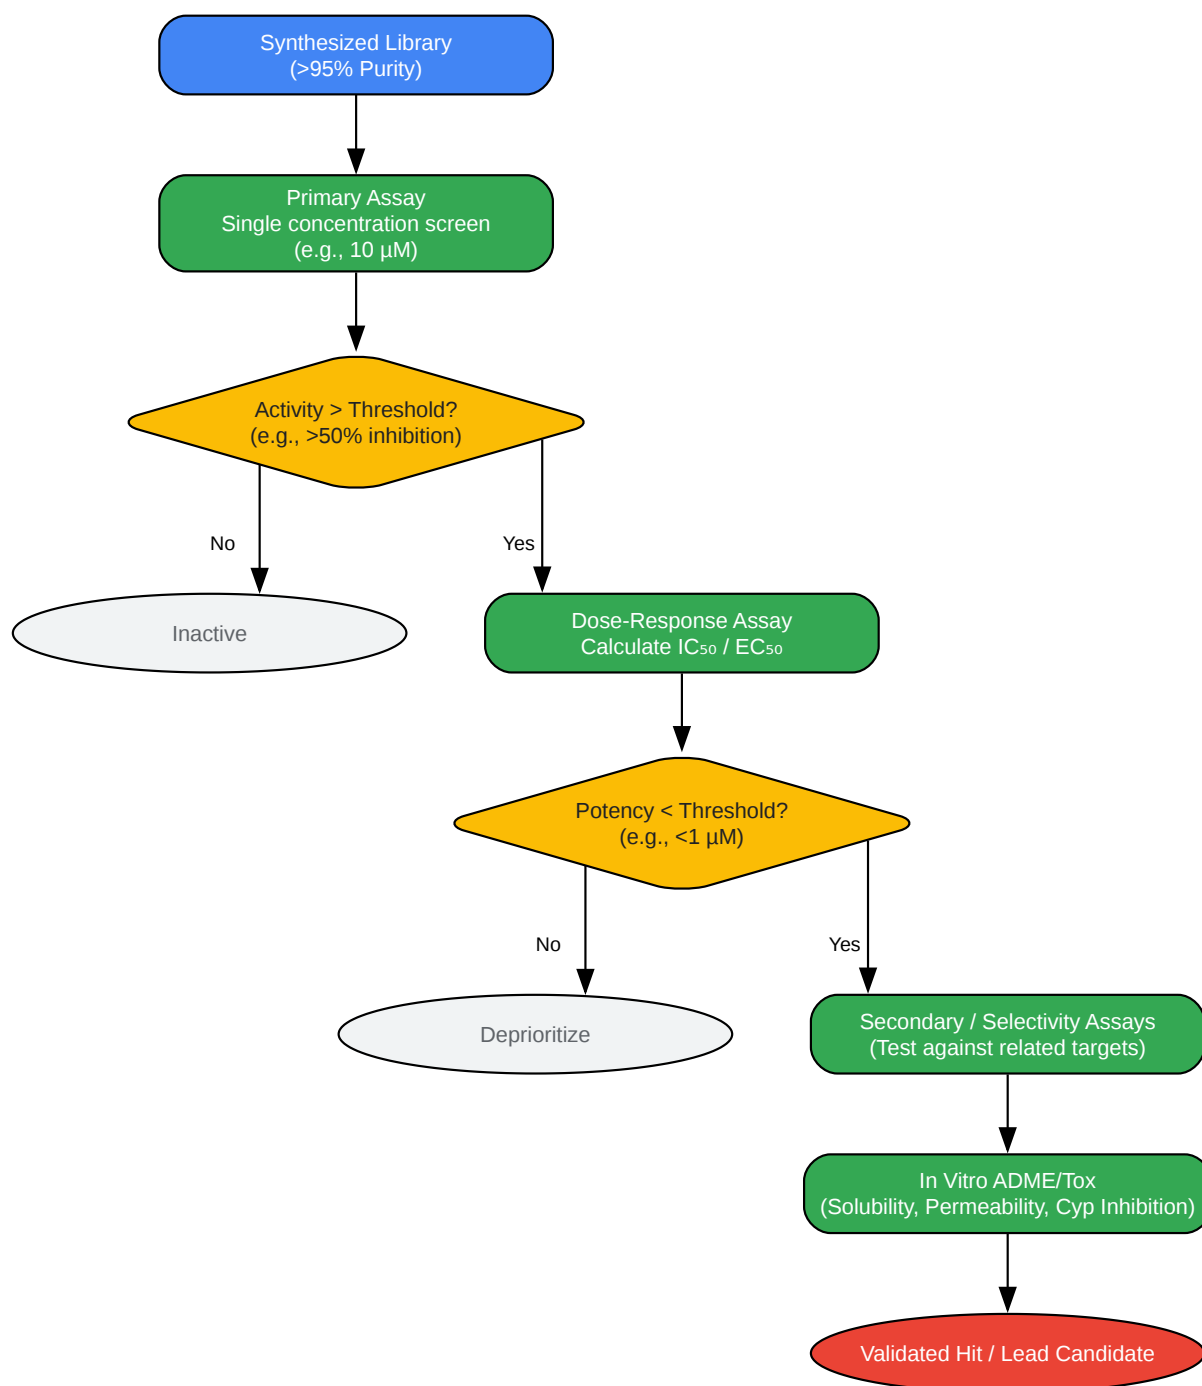 Synthesized Library
(>95% Purity)
Primary Assay
Single concentration screen
(e.g., 10 µM)
Activity > Threshold?
(e.g., >50% inhibition)
No
Yes
Inactive
Dose-Response Assay
Calculate IC₅₀ / EC₅₀
Potency < Threshold?
(e.g., <1 µM)
No
Yes
Deprioritize
Secondary / Selectivity Assays
(Test against related targets)
In Vitro ADME/Tox
(Solubility, Permeability, Cyp Inhibition)
Validated Hit / Lead Candidate